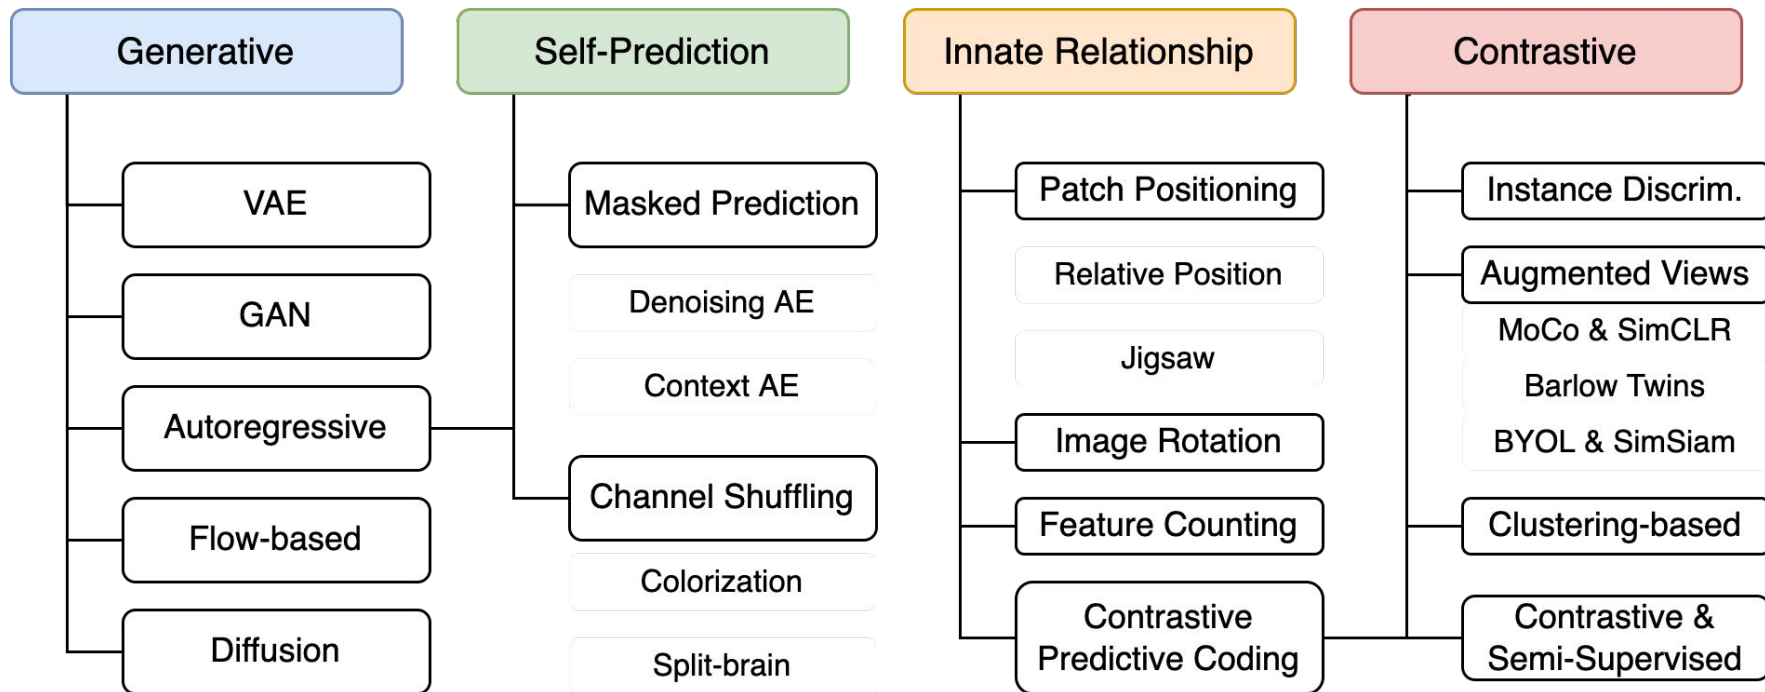 Generative
VAE
GAN
Autoregressive
Flow-based
Diffusion
Self-Prediction
Masked Prediction
Denoising AE
Context AE
Channel Shuffling
Colorization
Split-brain
Innate Relationship
Patch Positioning
Relative Position
Jigsaw
Image Rotation
Feature Counting
Contrastive
Predictive Coding
Contrastive
Instance Discrim.
Augmented Views
MoCo & SimCLR
Barlow Twins
BYOL & SimSiam
Clustering-based
Contrastive &
Semi-Supervised